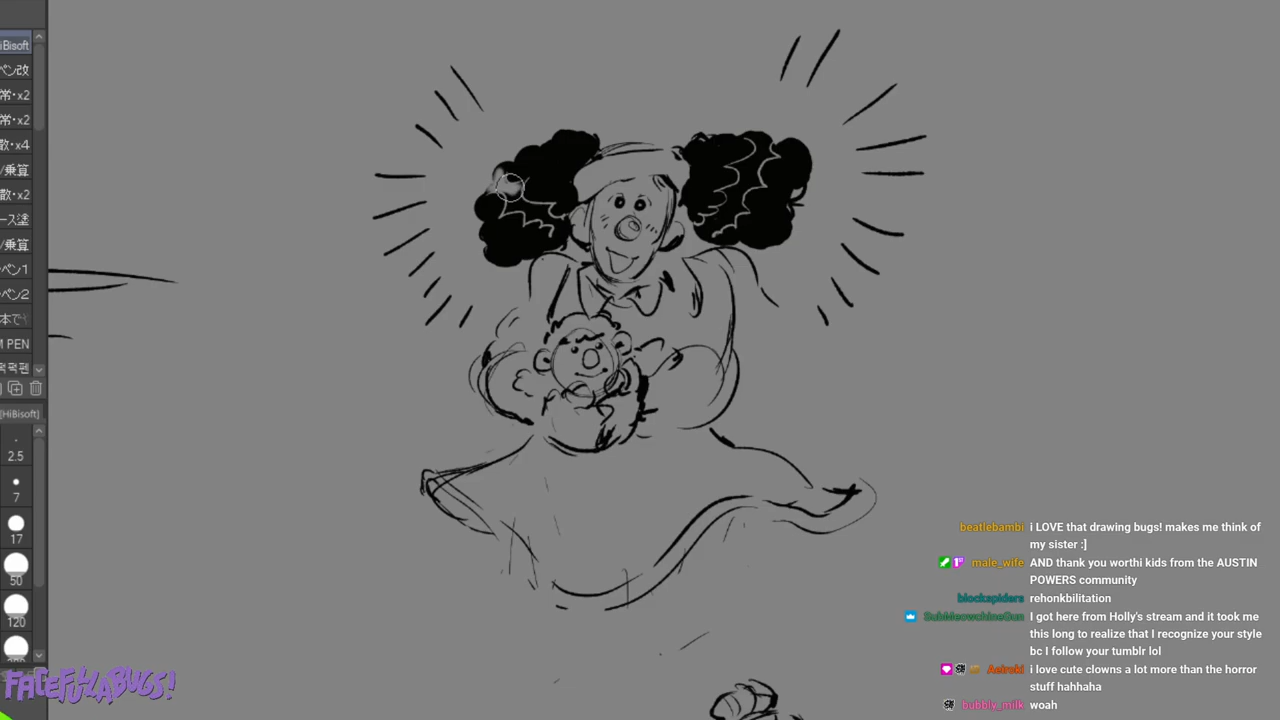 HiBisoft
ペン改
常・x2
常・x2
散・x4
/乗算
散・x2
ース塗
/乗算
ペン1
ペン2
本で
M PEN
[HiBisoft]
2.5
7
17
50
120
FACEFULLABUGS!
beatlebambi i LOVE that drawing bugs! makes me think of
my sister :]
male_wife AND thank you worthi kids from the AUSTIN
POWERS community
blockspiders rehonkbilitation
SubMeowchineGun I got here from Holly's stream and it took me
this long to realize that I recognize your style
bc I follow your tumblr lol
Aeiroki i love cute clowns a lot more than the horror
stuff hahhaha
bubbly_milk woah